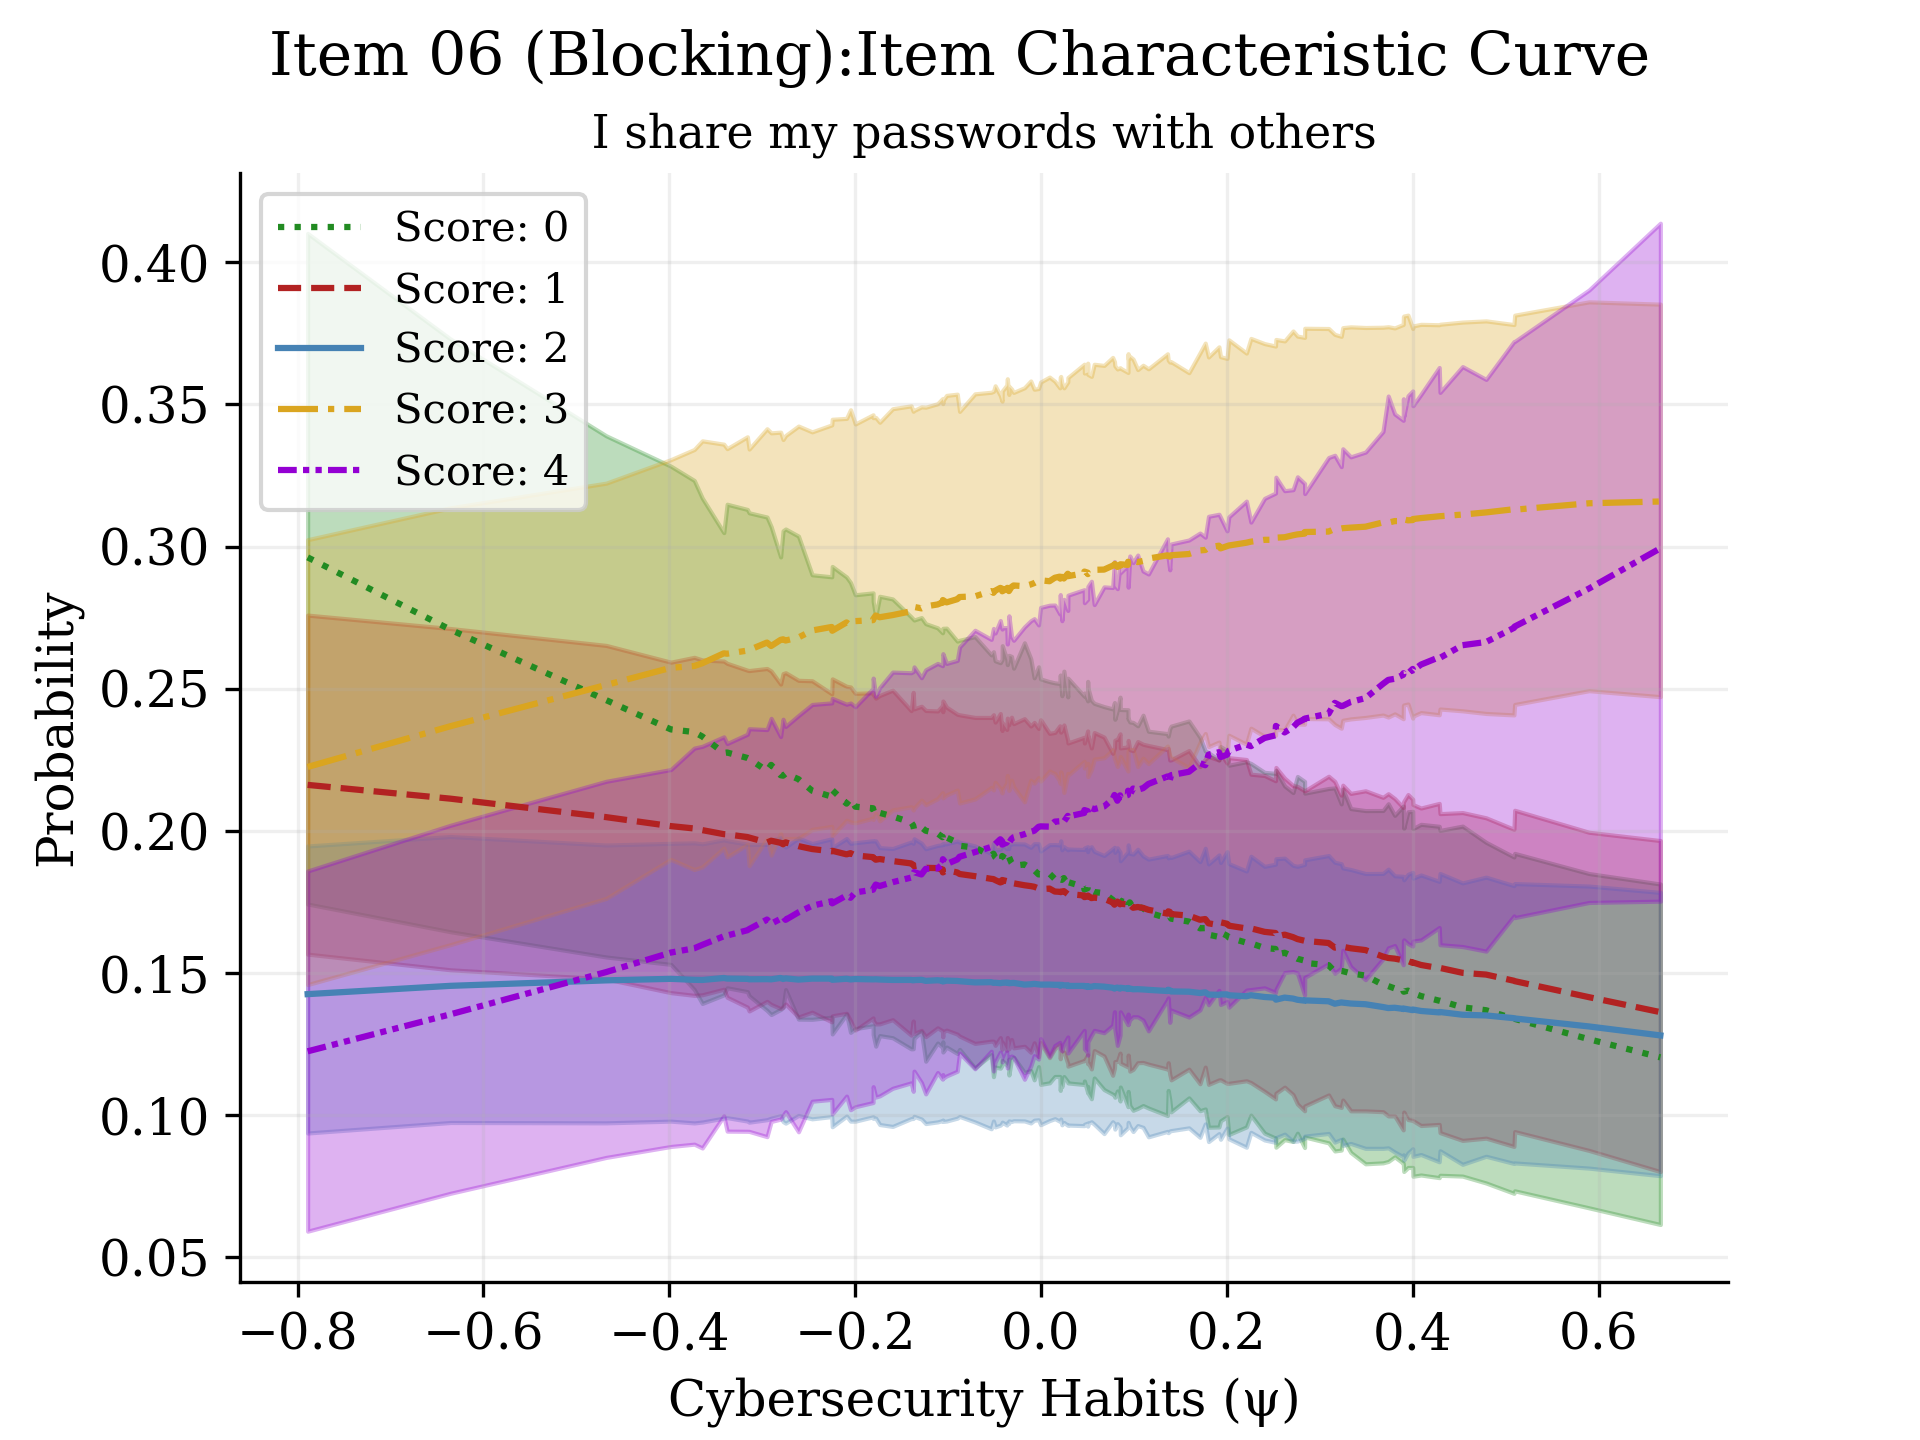 Item 06 (Blocking):Item Characteristic Curve
I share my passwords with others
Score: 0
Score: 1
Score: 2
Score: 3
Score: 4
0.40
0.35
0.30
0.25
0.20
0.15
0.10
0.05
Probability
−0.8 −0.6 −0.4 −0.2 0.0 0.2 0.4 0.6
Cybersecurity Habits (ψ)